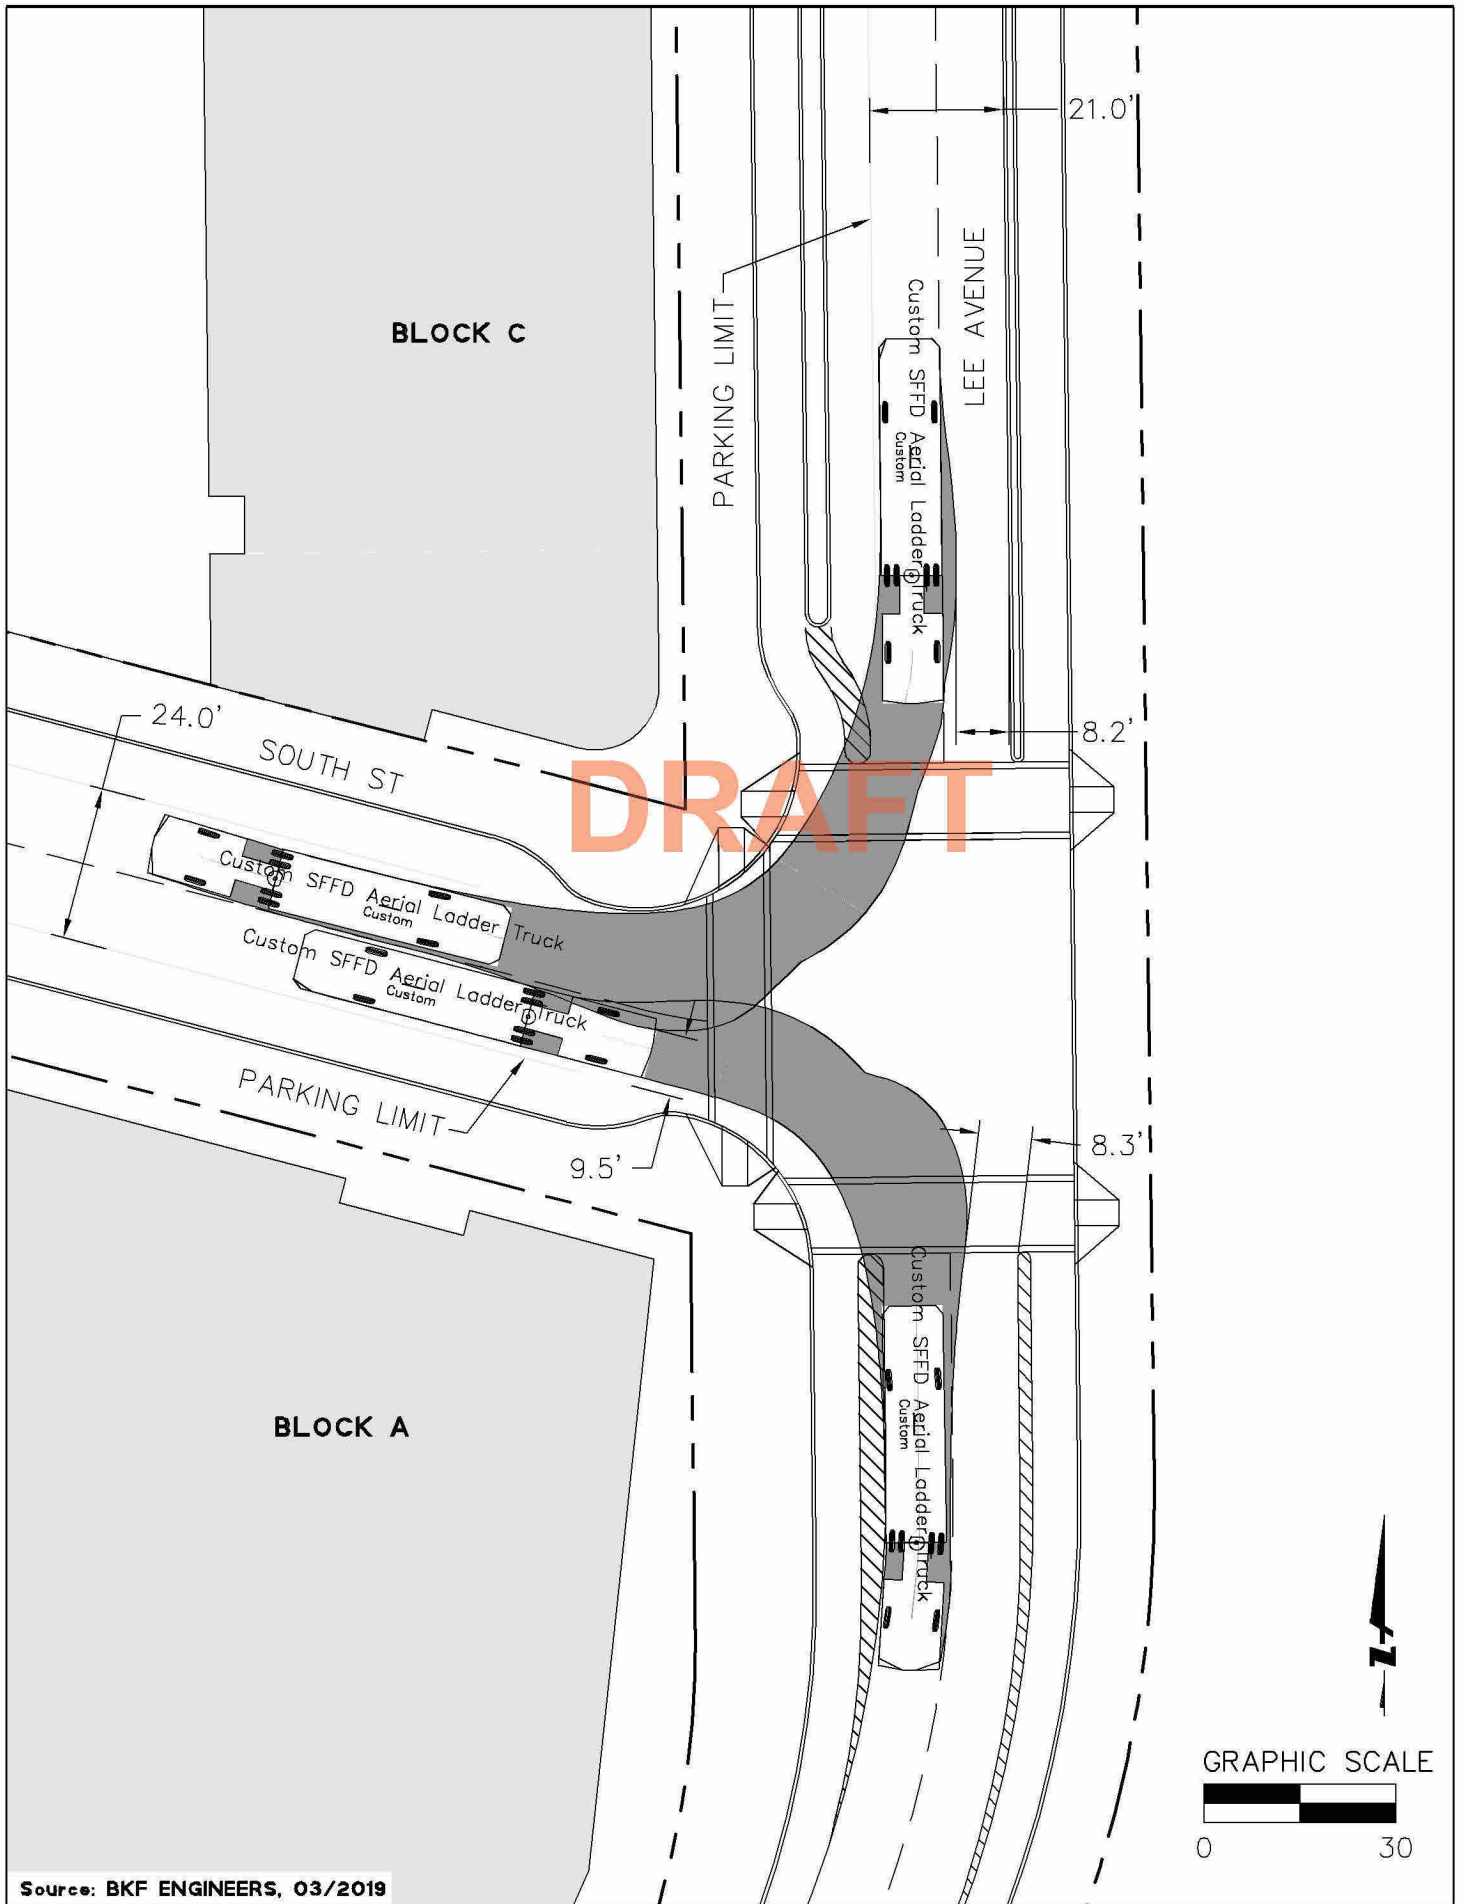 21.0'
LEE AVENUE
PARKING LIMIT
BLOCK C
Custom SFFD Aerial Ladder Truck
Custom
24.0'
SOUTH ST
8.2'
DRAFT
Custom SFFD Aerial Ladder Truck
Custom
Custom SFFD Aerial Ladder Truck
Custom
PARKING LIMIT
9.5'
8.3'
Custom SFFD Aerial Ladder Truck
Custom
BLOCK A
GRAPHIC SCALE
0 30
Source: BKF ENGINEERS, 03/2019